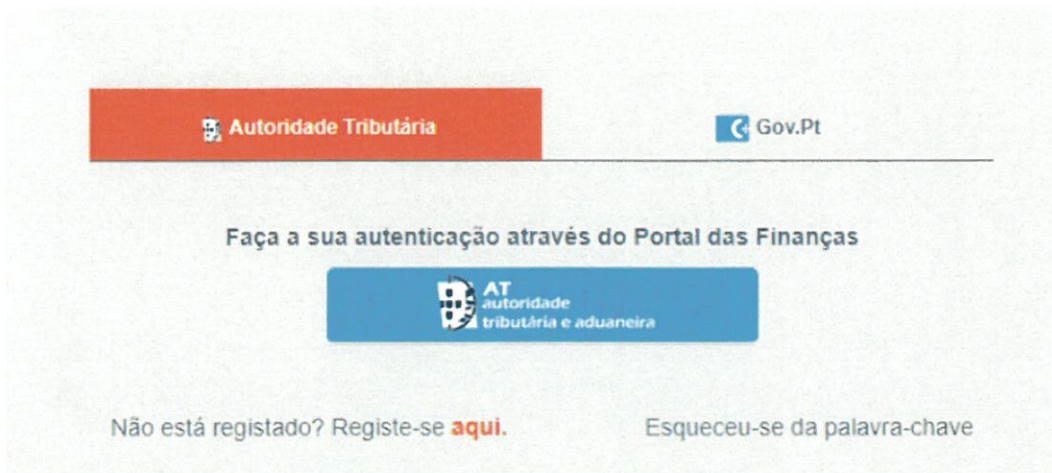 Autoridade Tributária
Gov.Pt
Faça a sua autenticação através do Portal das Finanças
AT
autoridade
tributária e aduaneira
Não está registado? Registe-se aqui.
Esqueceu-se da palavra-chave